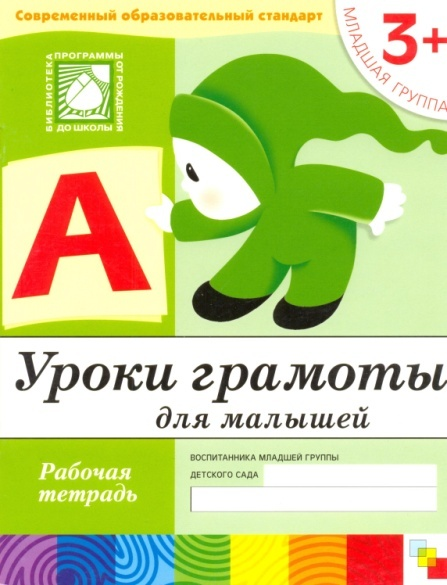 Современный образовательный стандарт
3+
МЛАДШАЯ ГРУППА
БИБЛИОТЕКА
ПРОГРАММЫ
ОТ РОЖДЕНИЯ
ДО ШКОЛЫ
А
Уроки грамоты
для малышей
Рабочая
тетрадь
ВОСПИТАННИКА МЛАДШЕЙ ГРУППЫ
ДЕТСКОГО САДА